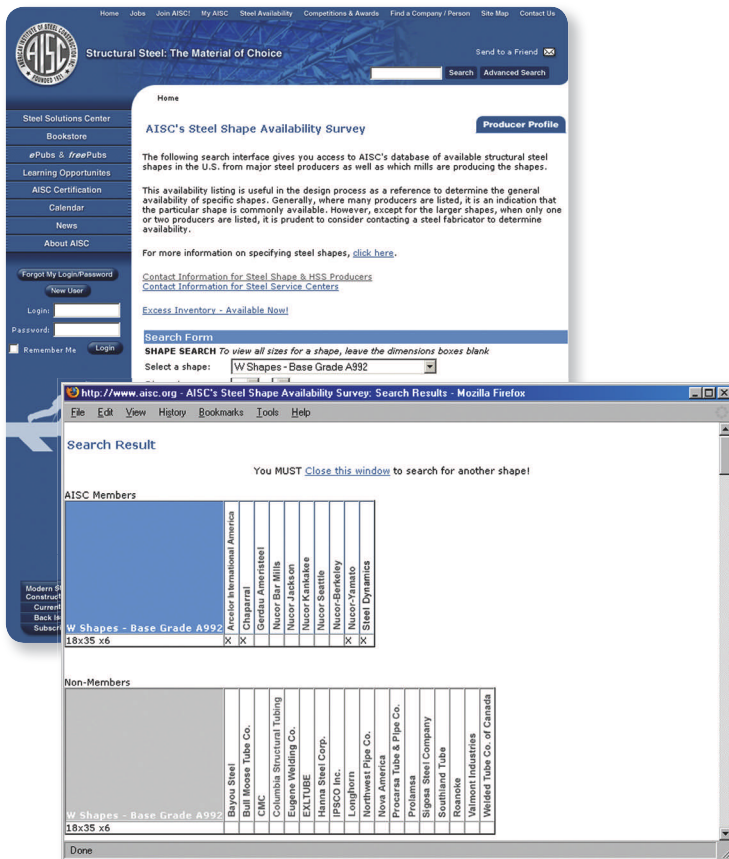 Home Jobs Join AISC! My AISC Steel Availability Competitions & Awards Find a Company / Person Site Map Contact Us
AMERICAN INSTITUTE OF STEEL CONSTRUCTION INC.
AISC
FOUNDED 1921
Structural Steel: The Material of Choice
Send to a Friend
Search Advanced Search
Home
Steel Solutions Center
Bookstore
ePubs & freePubs
Learning Opportunites
AISC Certification
Calendar
News
About AISC
Forgot My Login/Password
New User
Login:
Password:
Remember Me Login
Modern S
Construct
Current
Back Is
Subscri
AISC's Steel Shape Availability Survey
Producer Profile
The following search interface gives you access to AISC's database of available structural steel
shapes in the U.S. from major steel producers as well as which mills are producing the shapes.
This availability listing is useful in the design process as a reference to determine the general
availability of specific shapes. Generally, where many producers are listed, it is an indication that
the particular shape is commonly available. However, except for the larger shapes, when only one
or two producers are listed, it is prudent to consider contacting a steel fabricator to determine
availability.
For more information on specifying steel shapes, click here.
Contact Information for Steel Shape & HSS Producers
Contact Information for Steel Service Centers
Excess Inventory - Available Now!
Search Form
SHAPE SEARCH To view all sizes for a shape, leave the dimensions boxes blank
Select a shape: W Shapes - Base Grade A992
http://www.aisc.org - AISC's Steel Shape Availability Survey: Search Results - Mozilla Firefox
File Edit View History Bookmarks Tools Help
Search Result
You MUST Close this window to search for another shape!
AISC Members
W Shapes - Base Grade A992
Arcelor International America
Chaparral
Gerdau Ameristeel
Nucor Bar Mills
Nucor Jackson
Nucor Kankakee
Nucor Seattle
Nucor-Berkeley
Nucor-Yamato
Steel Dynamics
18x35 x6 X X X X
Non-Members
W Shapes - Base Grade A992
Bayou Steel
Bull Moose Tube Co.
CMC
Columbia Structural Tubing
Eugene Welding Co.
EXLTUBE
Hanna Steel Corp.
IPSCO Inc.
Longhorn
Northwest Pipe Co.
Nova America
Procarsa Tube & Pipe Co.
Prolamsa
Sigosa Steel Company
Southland Tube
Roanoke
Valmont Industries
Welded Tube Co. of Canada
18x35 x6
Done